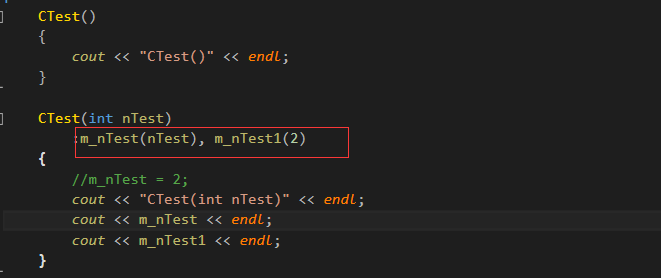 CTest()
{
cout << "CTest()" << endl;
}
CTest(int nTest)
:m_nTest(nTest), m_nTest1(2)
{
//m_nTest = 2;
cout << "CTest(int nTest)" << endl;
cout << m_nTest << endl;
cout << m_nTest1 << endl;
}